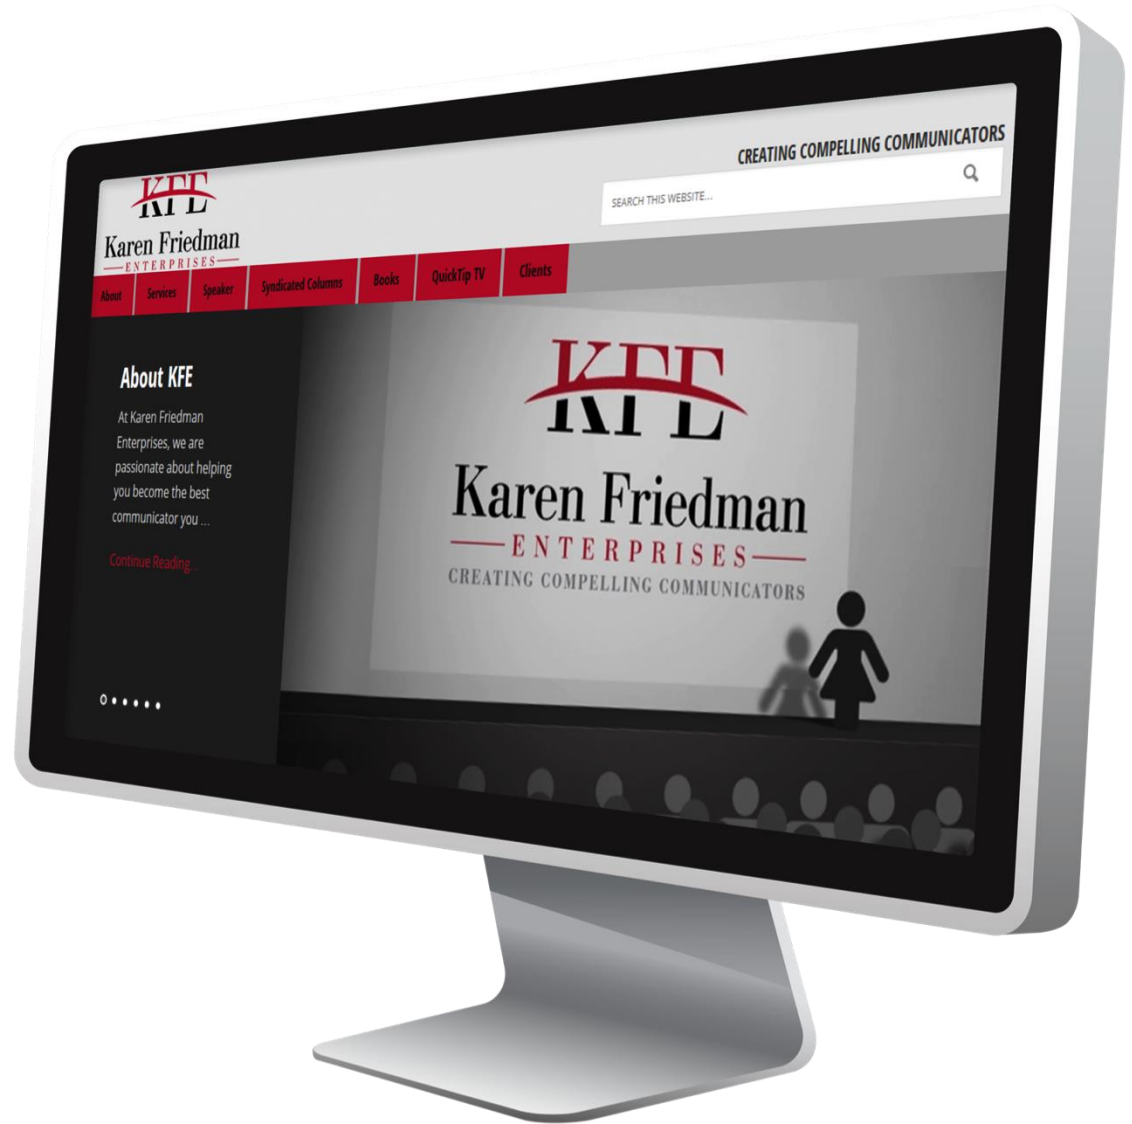 CREATING COMPELLING COMMUNICATORS
KFE
Karen Friedman
ENTERPRISES
SEARCH THIS WEBSITE...
About
Services
Speaker
Syndicated Columns
Books
QuickTip TV
Clients
About KFE
At Karen Friedman
Enterprises, we are
passionate about helping
you become the best
communicator you ...
Continue Reading...
KFE
Karen Friedman
ENTERPRISES
CREATING COMPELLING COMMUNICATORS